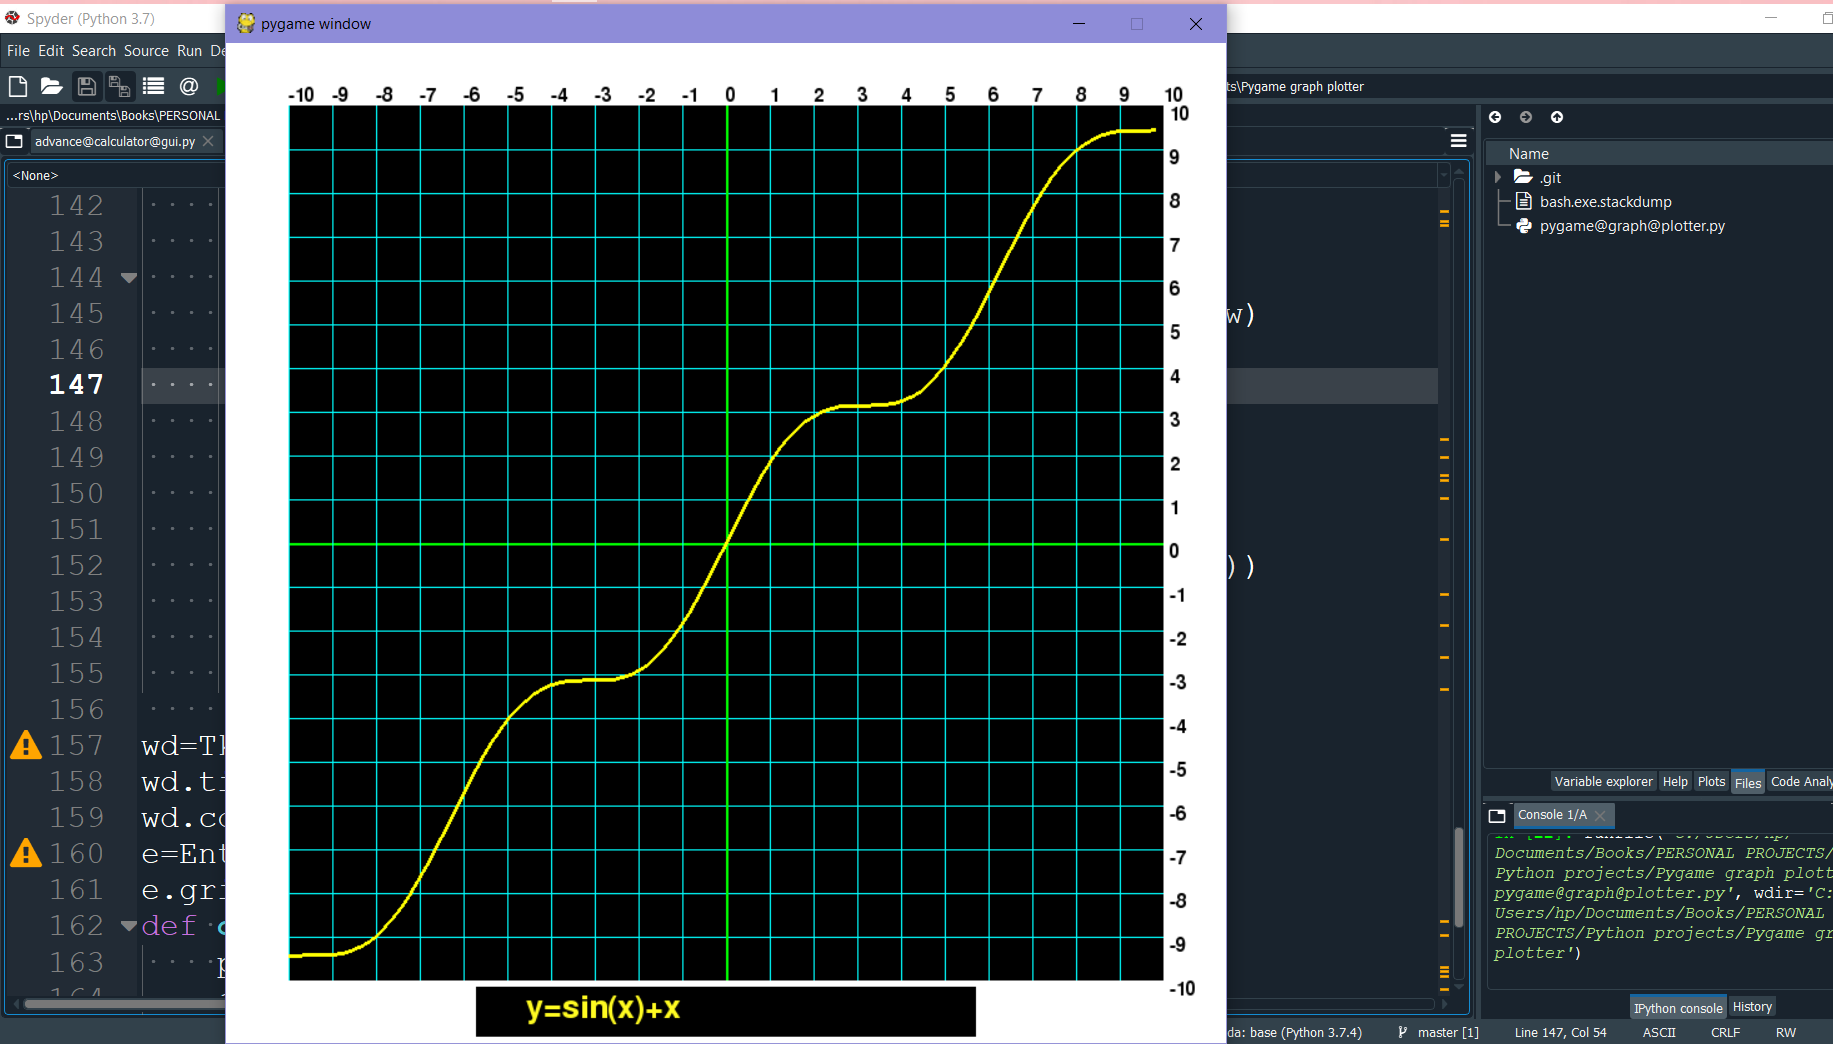 Spyder (Python 3.7)
pygame window
File Edit Search Source Run De
...rs\hp\Documents\Books\PERSONAL
ts\Pygame graph plotter
advance@calculator@gui.py
<None>
142
143
144
145
146
147
148
149
150
151
152
153
154
155
156
157 wd=Tk
158 wd.ti
159 wd.co
160 e=Ent
161 e.gri
162 def c
163 p
164
w)
))
-10 -9 -8 -7 -6 -5 -4 -3 -2 -1 0 1 2 3 4 5 6 7 8 9 10
10
9
8
7
6
5
4
3
2
1
0
-1
-2
-3
-4
-5
-6
-7
-8
-9
-10
y=sin(x)+x
Name
.git
bash.exe.stackdump
pygame@graph@plotter.py
Variable explorer Help Plots Files Code Analy
Console 1/A
Documents/Books/PERSONAL PROJECTS/
Python projects/Pygame graph plott
pygame@graph@plotter.py', wdir='C:
Users/hp/Documents/Books/PERSONAL
PROJECTS/Python projects/Pygame gr
plotter')
IPython console History
da: base (Python 3.7.4) master [1] Line 147, Col 54 ASCII CRLF RW